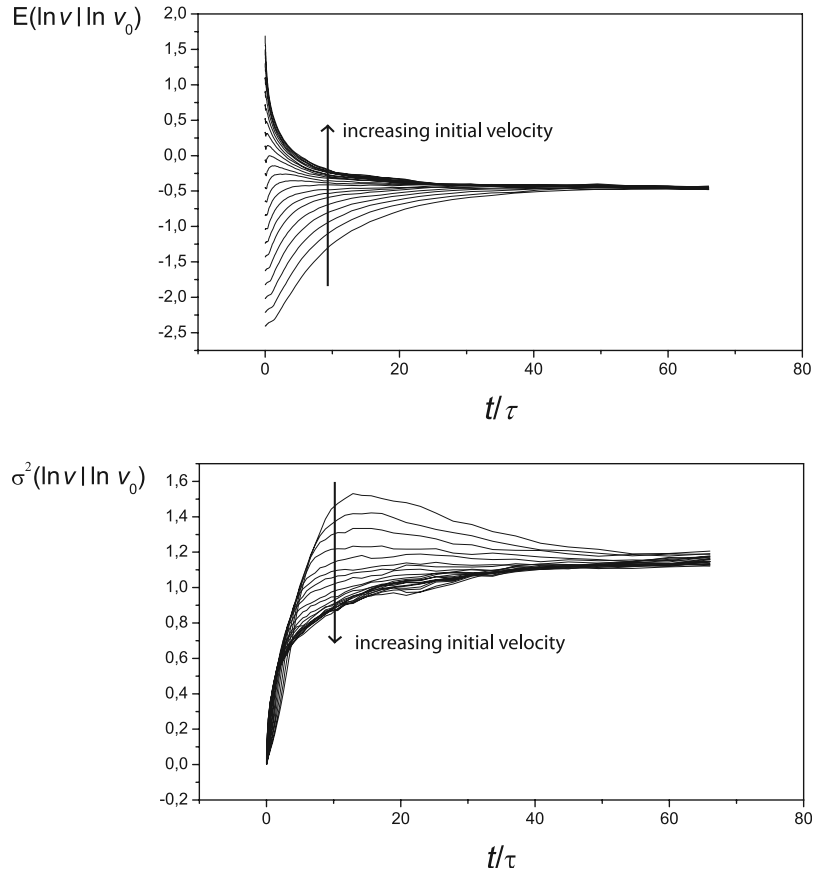 E(ln v | ln v₀)
2,0
1,5
1,0
0,5
0,0
-0,5
-1,0
-1,5
-2,0
-2,5
increasing initial velocity
0 20 40 60 80
t/τ
σ²(ln v | ln v₀)
1,6
1,4
1,2
1,0
0,8
0,6
0,4
0,2
0,0
-0,2
increasing initial velocity
0 20 40 60 80
t/τ